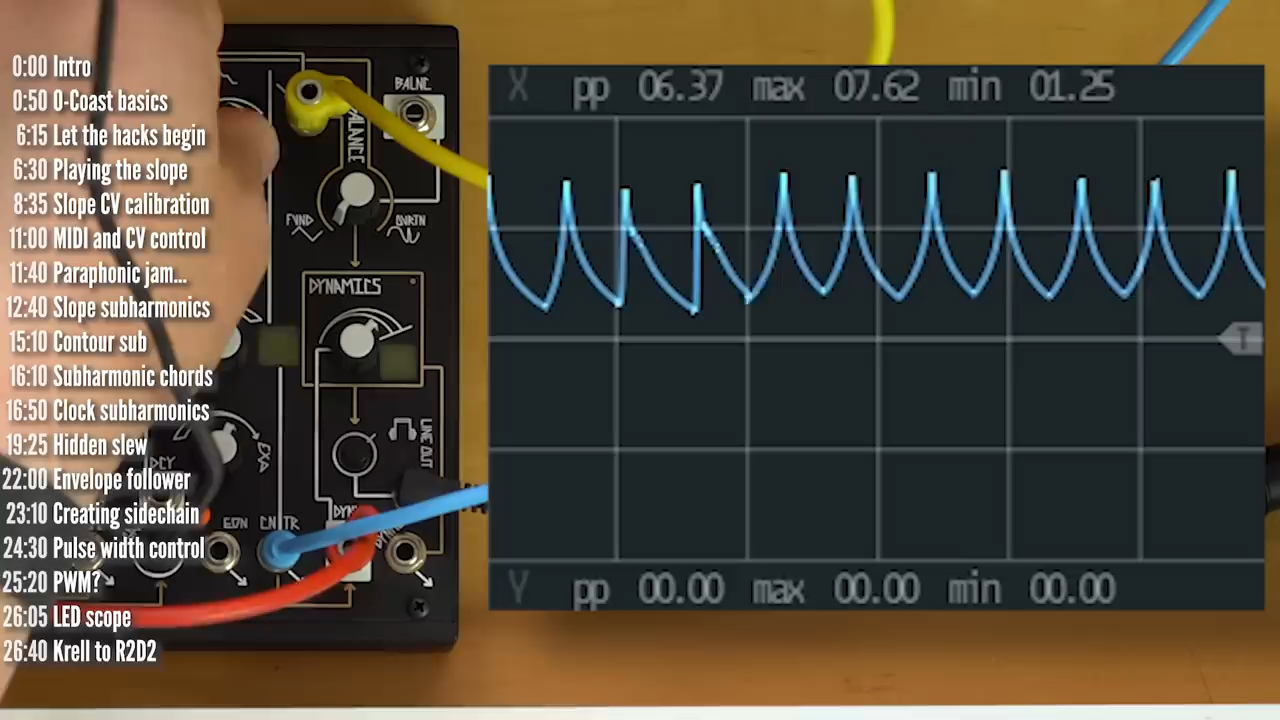 0:00 Intro
0:50 0-Coast basics
6:15 Let the hacks begin
6:30 Playing the slope
8:35 Slope CV calibration
11:00 MIDI and CV control
11:40 Paraphonic jam...
12:40 Slope subharmonics
15:10 Contour sub
16:10 Subharmonic chords
16:50 Clock subharmonics
19:25 Hidden slew
22:00 Envelope follower
23:10 Creating sidechain
24:30 Pulse width control
25:20 PWM?
26:05 LED scope
26:40 Krell to R2D2
BALNC
BALANCE
FUND
OVRTN
DYNAMICS
LINE OUT
EXP
DCY
EON
CNTR
X pp 06.37 max 07.62 min 01.25
T
Y pp 00.00 max 00.00 min 00.00